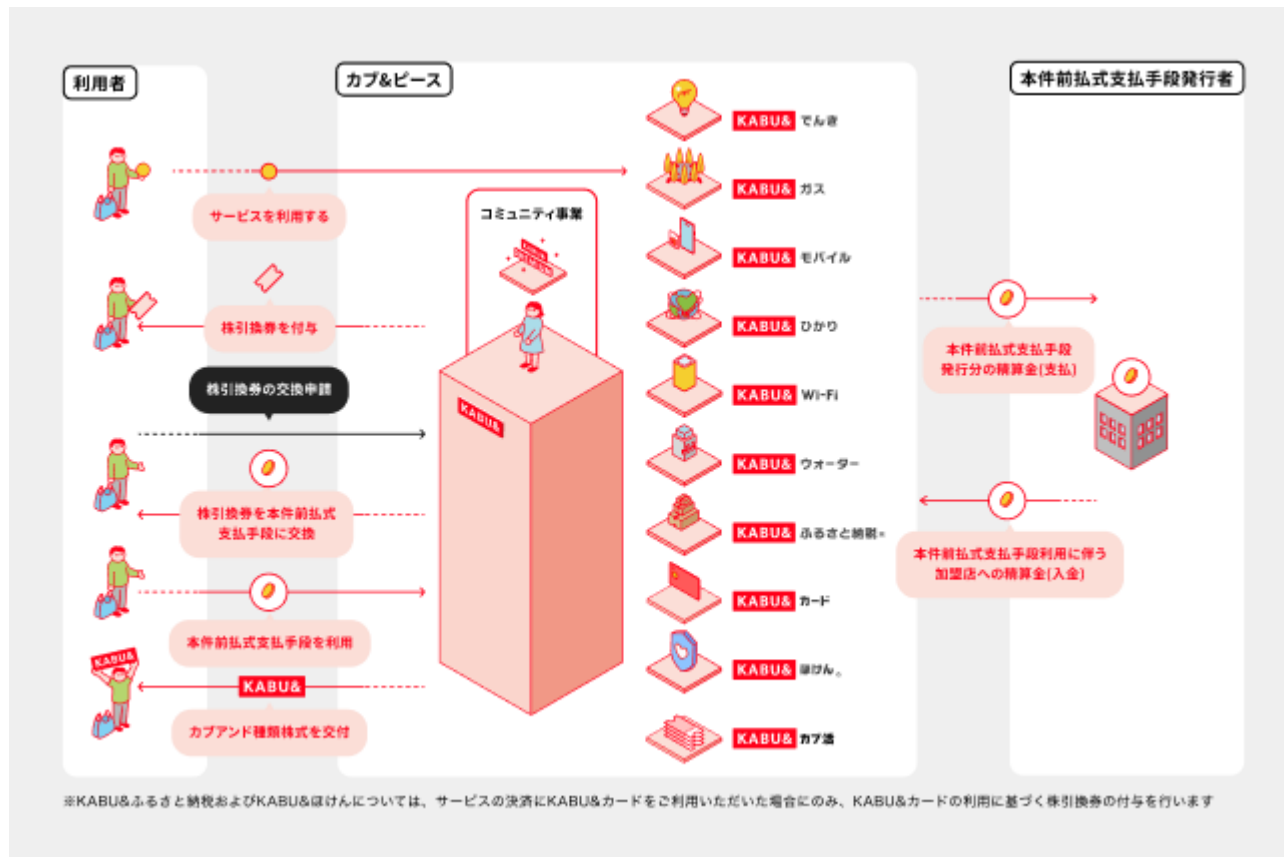 利用者
カブ&ピース
本件前払式支払手段発行者
サービスを利用する
株引換券を付与
株引換券の交換申請
株引換券を本件前払式
支払手段に交換
本件前払式支払手段を利用
KABU&
KABU&
カブアンド種類株式を交付
コミュニティ事業
KABU&
KABU& でんき
KABU& ガス
KABU& モバイル
KABU& ひかり
KABU& Wi-Fi
KABU& ウォーター
KABU& ふるさと納税※
KABU& カード
KABU& ほけん。
KABU& カブ活
本件前払式支払手段
発行分の積算金(支払)
本件前払式支払手段利用に伴う
加盟店への積算金(入金)
※KABU&ふるさと納税およびKABU&ほけんについては、サービスの決済にKABU&カードをご利用いただいた場合にのみ、KABU&カードの利用に基づく株引換券の付与を行います